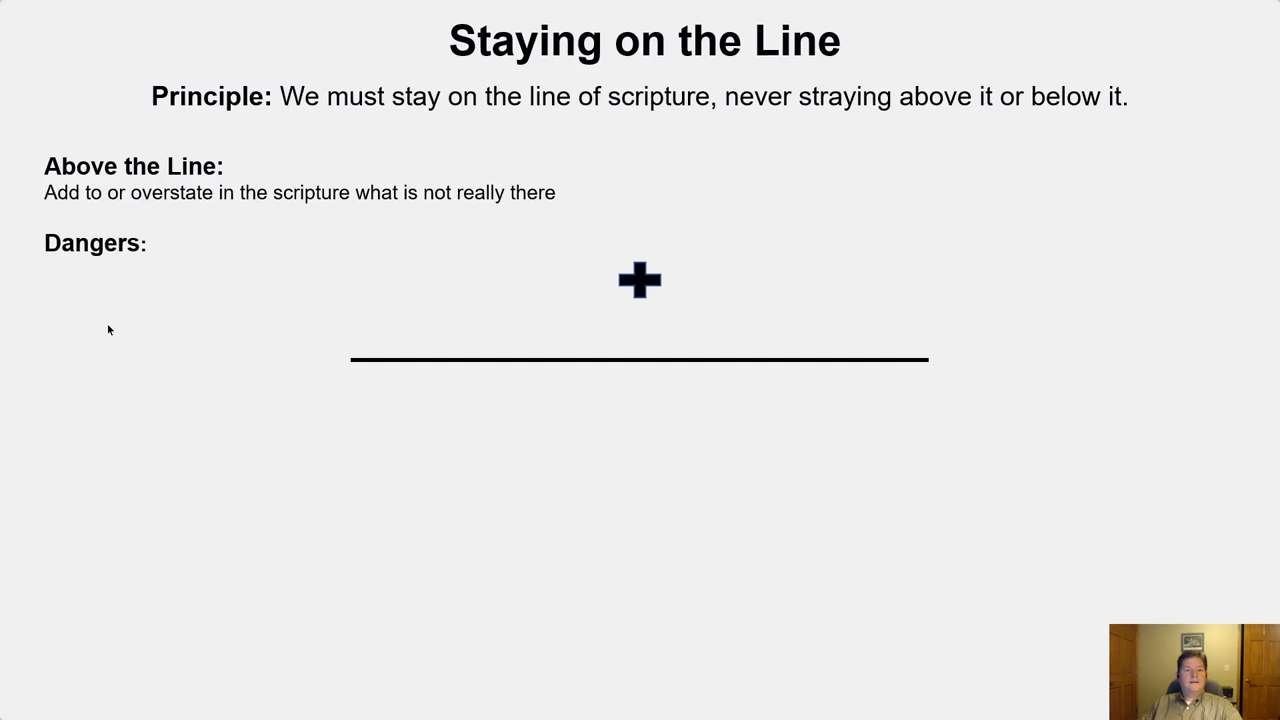 Staying on the Line
Principle: We must stay on the line of scripture, never straying above it or below it.
Above the Line:
Add to or overstate in the scripture what is not really there
Dangers: